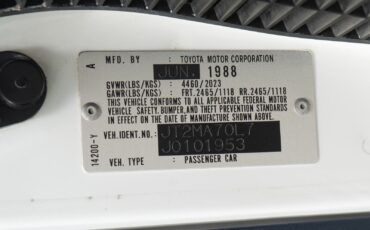 MFD. BY : TOYOTA MOTOR CORPORATION
JUN. 1988
GVWR(LBS/KGS) : 4460/2023
GAWR(LBS/KGS) : FRT.2465/1118 RR.2465/1118
THIS VEHICLE CONFORMS TO ALL APPLICABLE FEDERAL MOTOR
VEHICLE SAFETY, BUMPER, AND THEFT PREVENTION STANDARDS
IN EFFECT ON THE DATE OF MANUFACTURE SHOWN ABOVE.
VEH.IDENT.NO.: JT2MA70L7
J0101953
VEH. TYPE : PASSENGER CAR
A
14200-Y